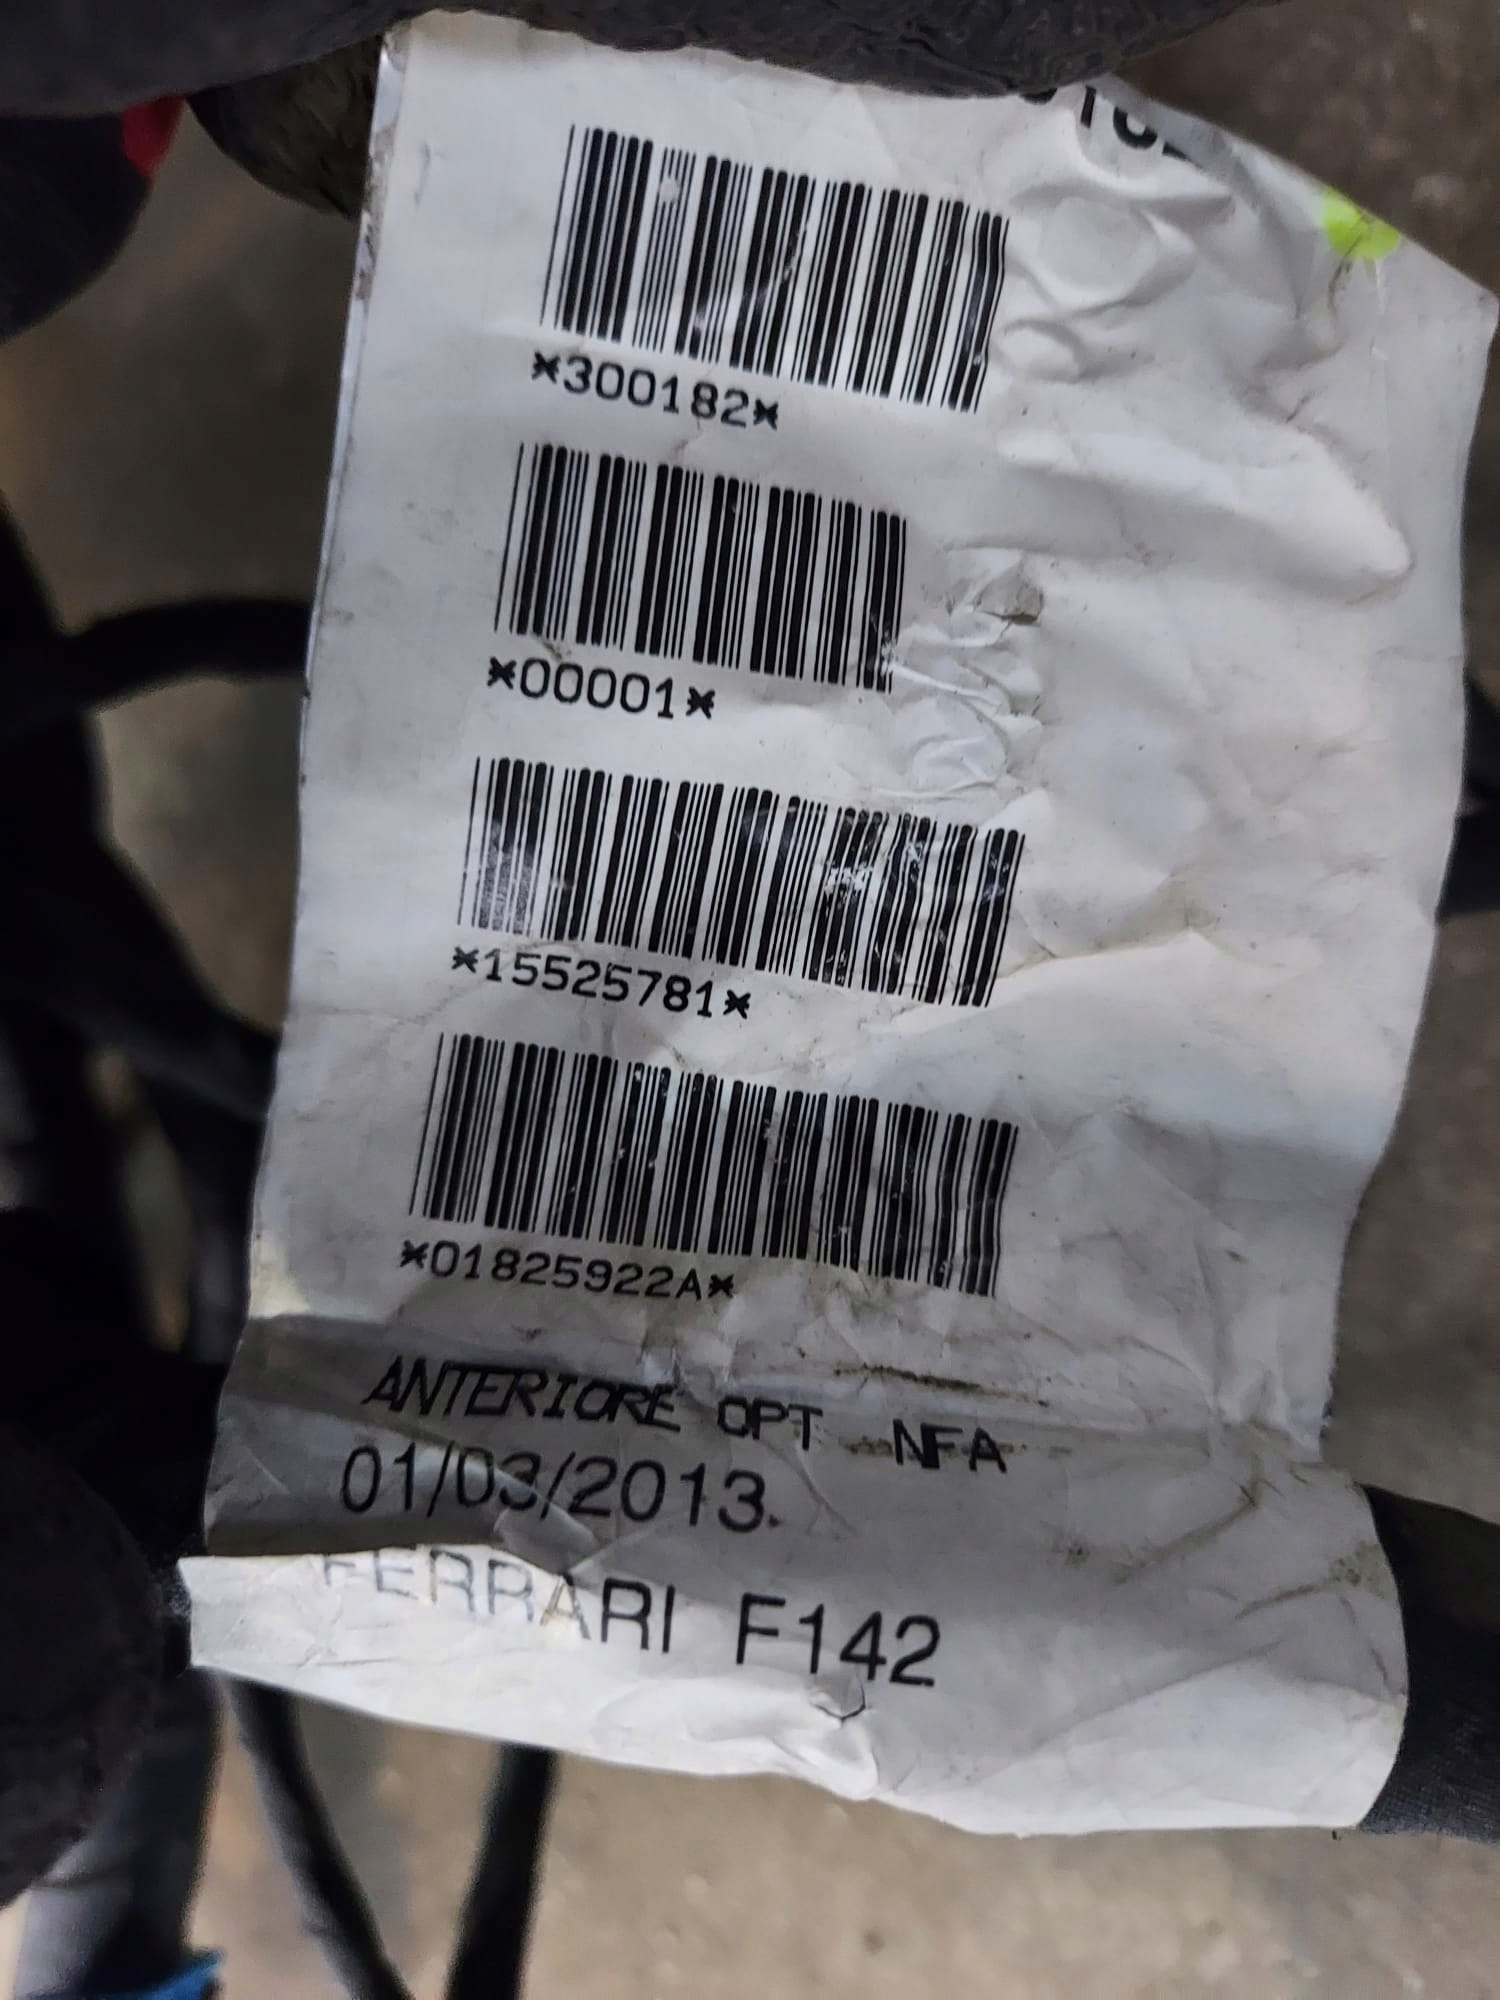 *300182*
*00001*
*15525781*
*01825922A*
ANTERIORE OPT NFA
01/03/2013.
FERRARI F142